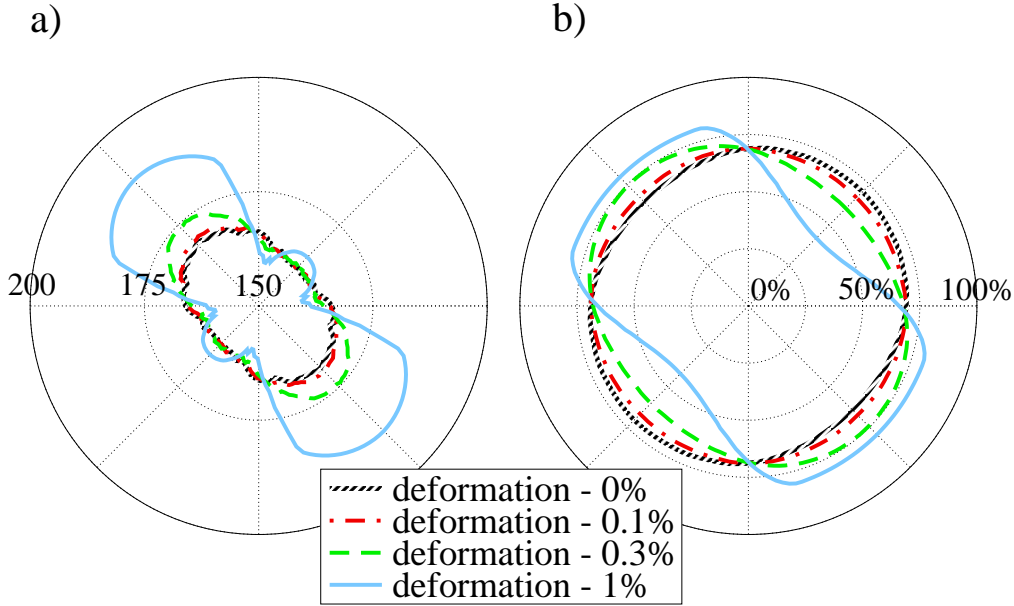 a)
b)
200
175
150
0%
50%
100%
deformation - 0%
deformation - 0.1%
deformation - 0.3%
deformation - 1%